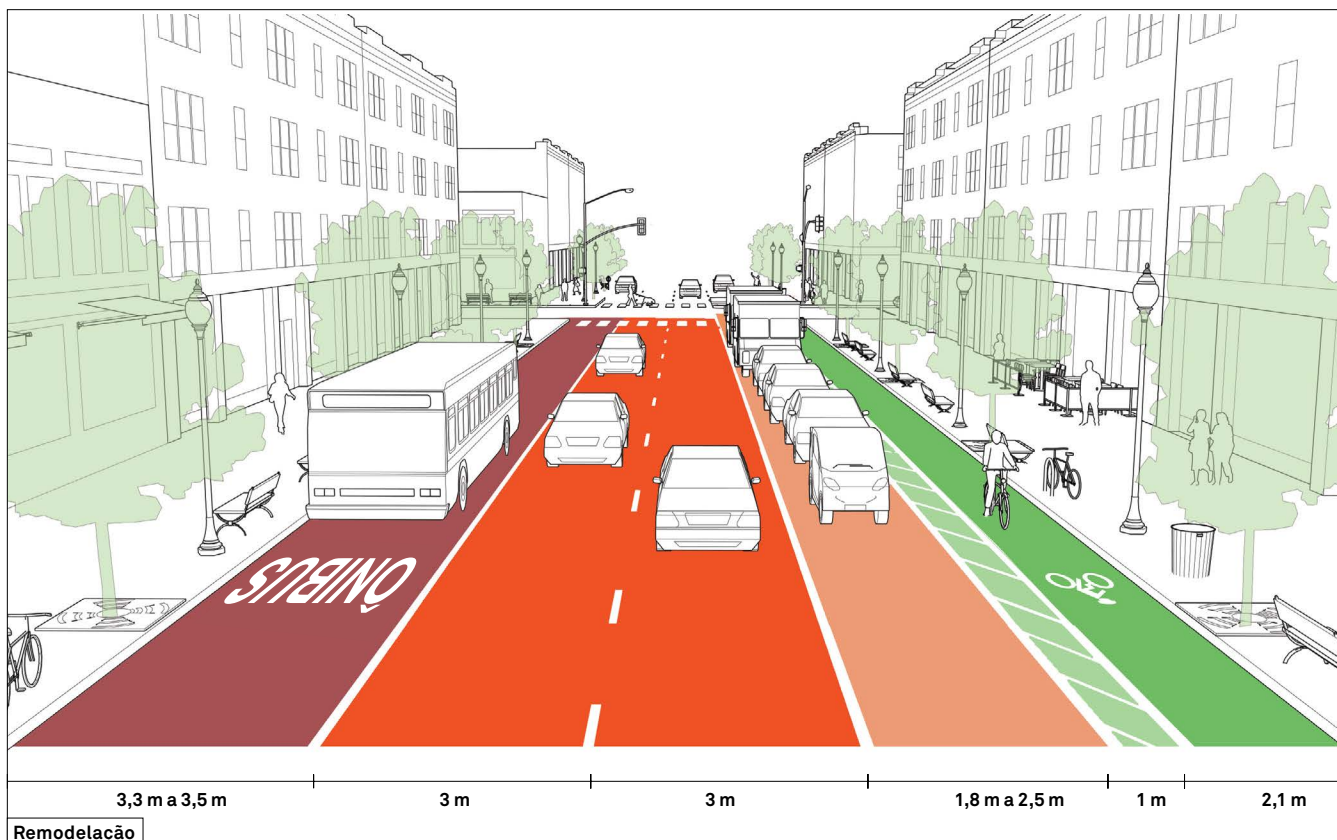 ÔNIBUS
3,3 m a 3,5 m
3 m
3 m
1,8 m a 2,5 m
1 m
2,1 m
Remodelação